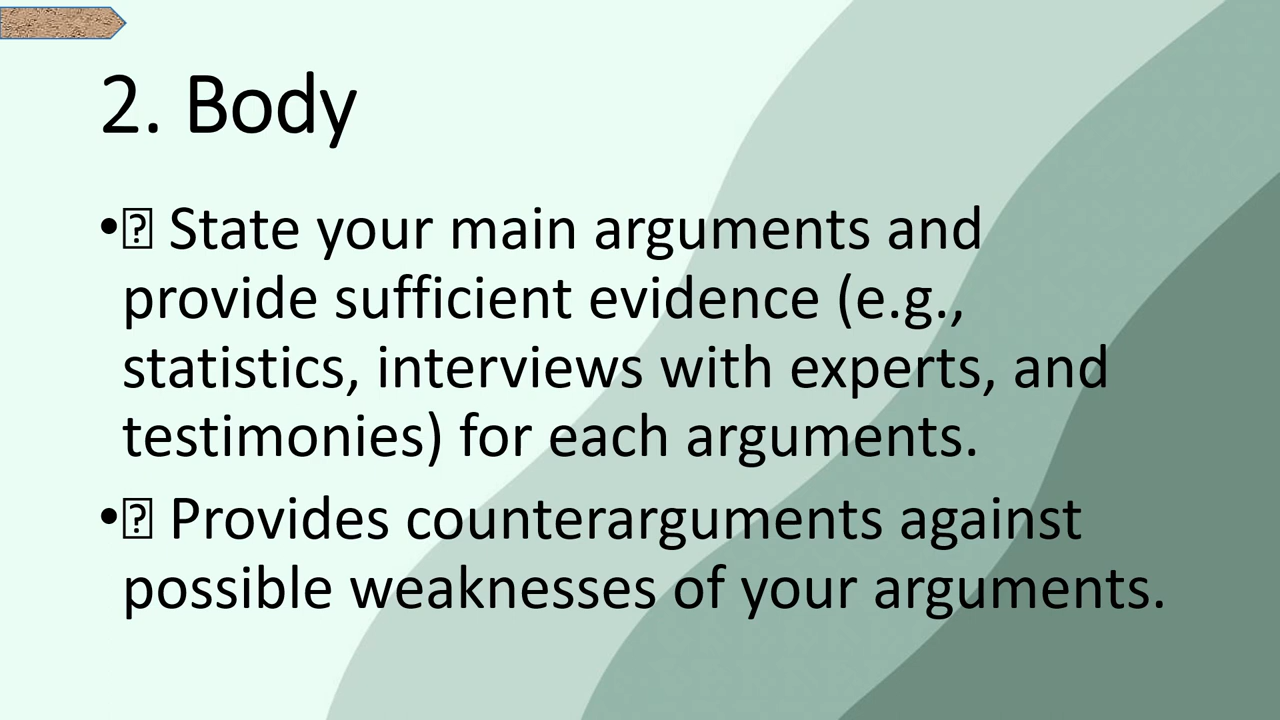 2. Body
•⍰ State your main arguments and
provide sufficient evidence (e.g.,
statistics, interviews with experts, and
testimonies) for each arguments.
•⍰ Provides counterarguments against
possible weaknesses of your arguments.